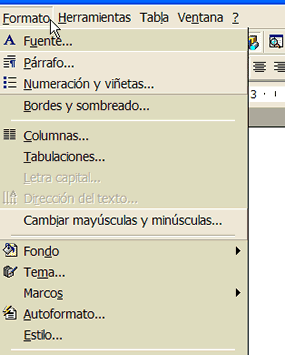 Formato Herramientas Tabla Ventana ?
Fuente...
Párrafo...
Numeración y viñetas...
Bordes y sombreado...
Columnas...
Tabulaciones...
Letra capital...
Dirección del texto...
Cambiar mayúsculas y minúsculas...
Fondo
Tema...
Marcos
Autoformato...
Estilo...
3